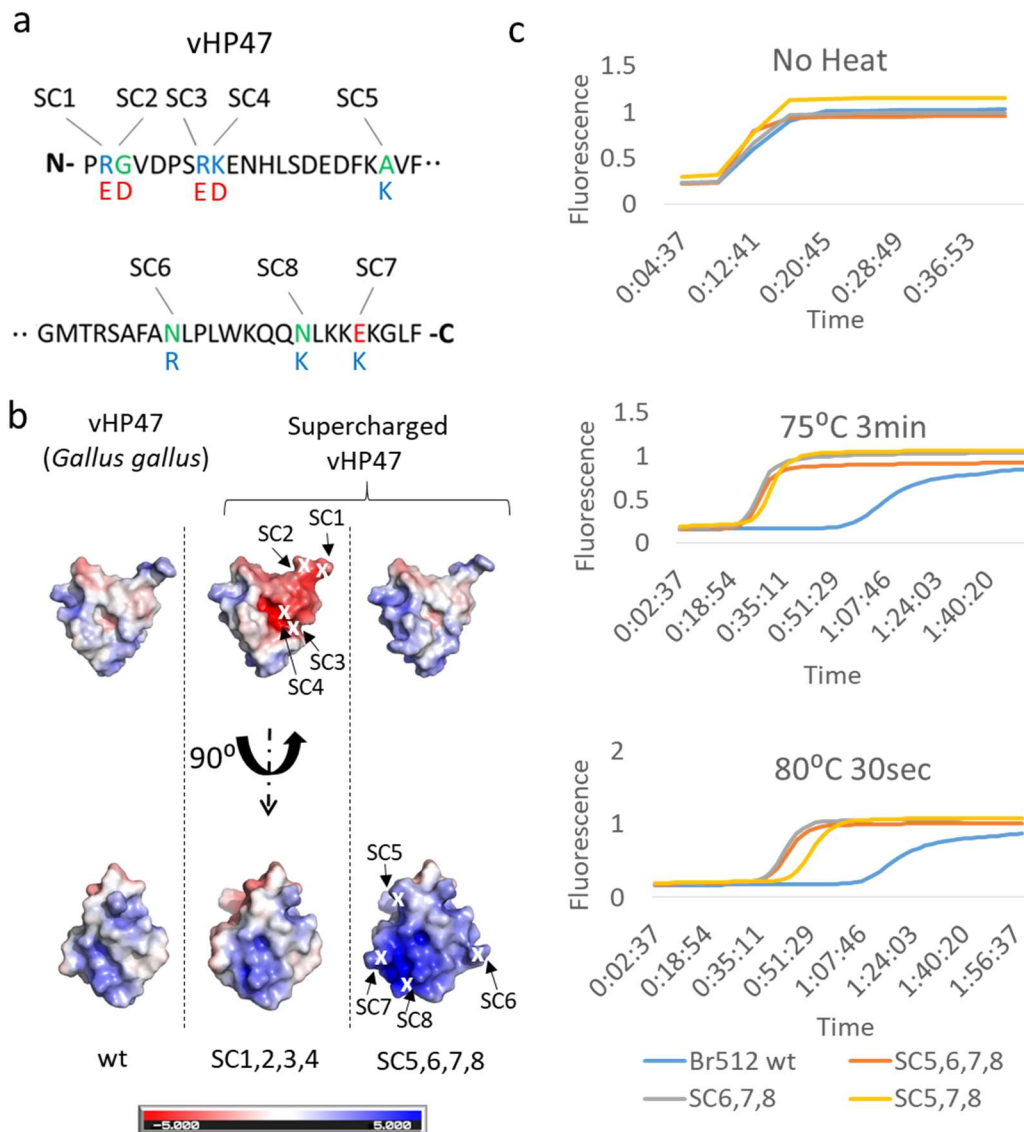 a
vHP47
SC1 SC2 SC3 SC4 SC5
N- PRGVDPSRKENHLSDEDFKAVF··
ED ED K
SC6 SC8 SC7
·· GMTRSAFANLPLWKQQNLKKEKGLF -C
R K K
b
vHP47
(Gallus gallus)
Supercharged
vHP47
SC2 SC1
X X
X X
SC3
SC4
90⁰
SC5
X
X X
X
SC7 SC8 SC6
wt SC1,2,3,4 SC5,6,7,8
-5.000 5.000
c
No Heat
Fluorescence
1.5
1
0.5
0
0:04:37 0:12:41 0:20:45 0:28:49 0:36:53
Time
75⁰C 3min
Fluorescence
1.5
1
0.5
0
0:02:37 0:18:54 0:35:11 0:51:29 1:07:46 1:24:03 1:40:20
Time
80⁰C 30sec
Fluorescence
2
1
0
0:02:37 0:18:54 0:35:11 0:51:29 1:07:46 1:24:03 1:40:20 1:56:37
Time
Br512 wt SC5,6,7,8
SC6,7,8 SC5,7,8